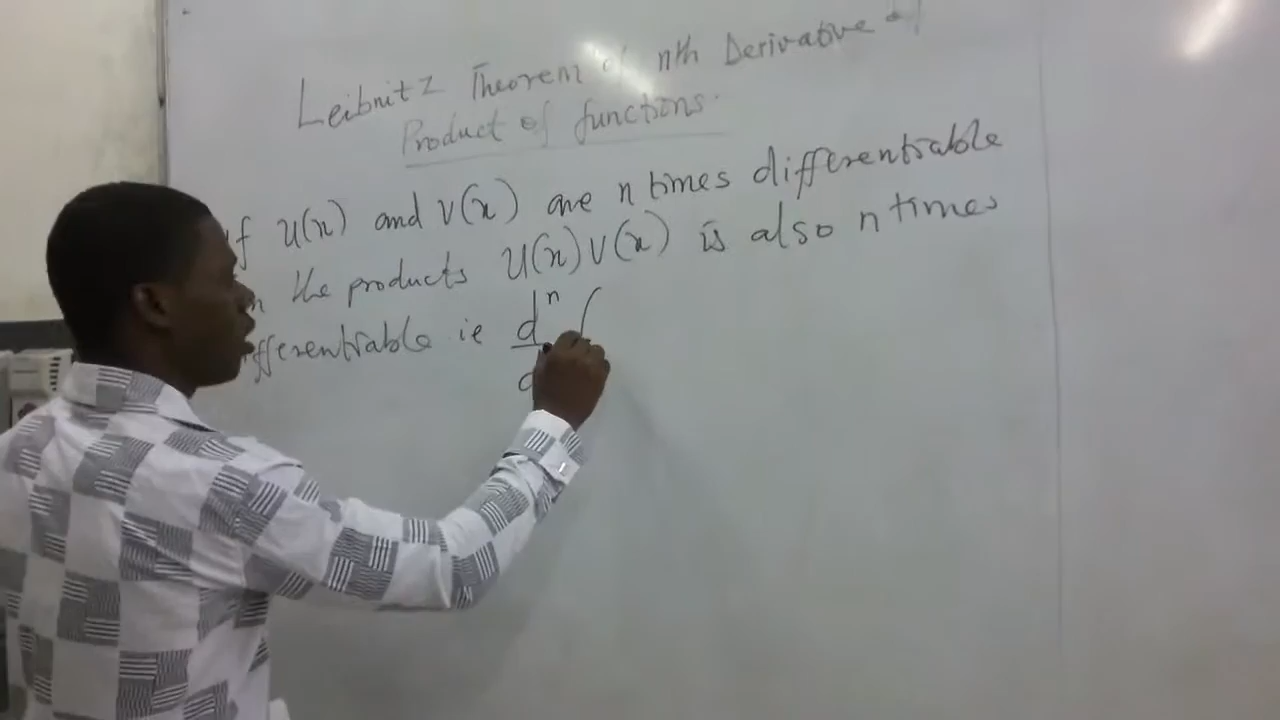 Leibnitz Theorem of nth Derivative of
Product of functions.
If U(x) and V(x) are n times differentiable
the products U(x)V(x) is also n times
differentiable ie dⁿ (